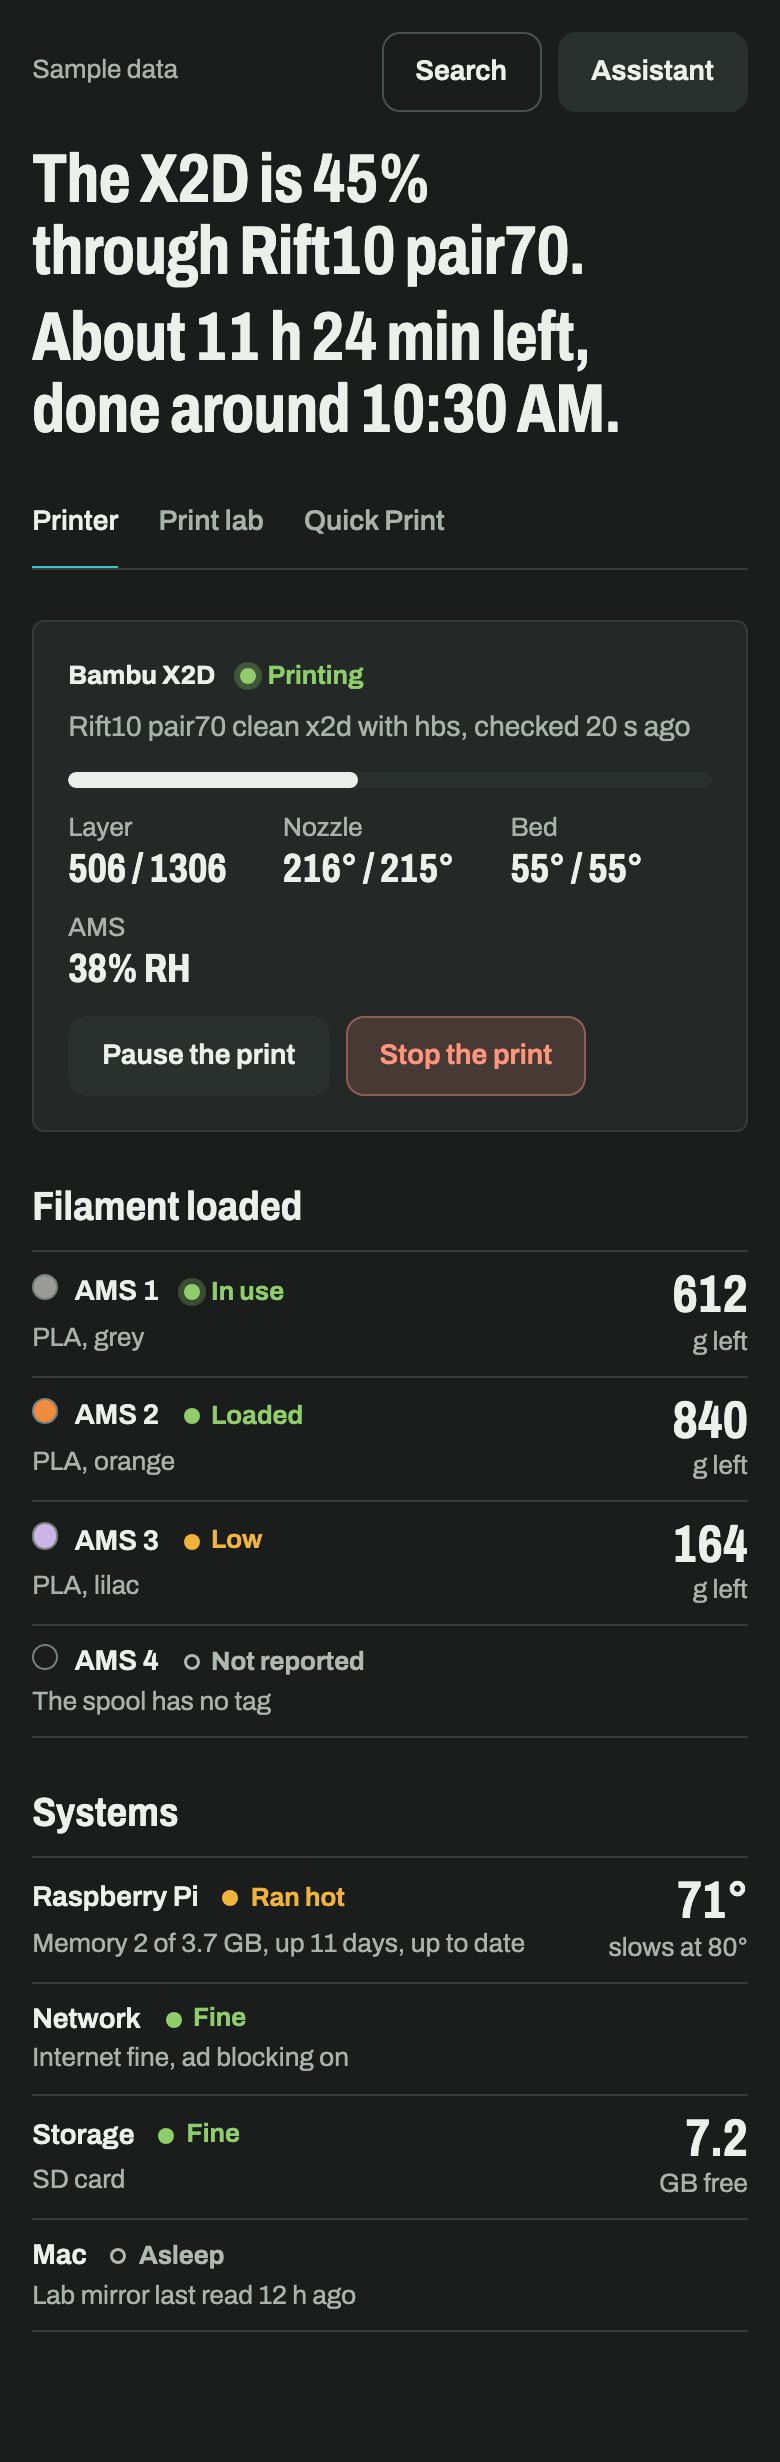 Sample data
Search
Assistant
The X2D is 45%
through Rift10 pair70.
About 11 h 24 min left,
done around 10:30 AM.
Printer
Print lab
Quick Print
Bambu X2D
Printing
Rift10 pair70 clean x2d with hbs, checked 20 s ago
Layer
Nozzle
Bed
506 / 1306
216° / 215°
55° / 55°
AMS
38% RH
Pause the print
Stop the print
Filament loaded
AMS 1
In use
612
PLA, grey
g left
AMS 2
Loaded
840
PLA, orange
g left
AMS 3
Low
164
PLA, lilac
g left
AMS 4
Not reported
The spool has no tag
Systems
Raspberry Pi
Ran hot
71°
Memory 2 of 3.7 GB, up 11 days, up to date
slows at 80°
Network
Fine
Internet fine, ad blocking on
Storage
Fine
7.2
SD card
GB free
Mac
Asleep
Lab mirror last read 12 h ago